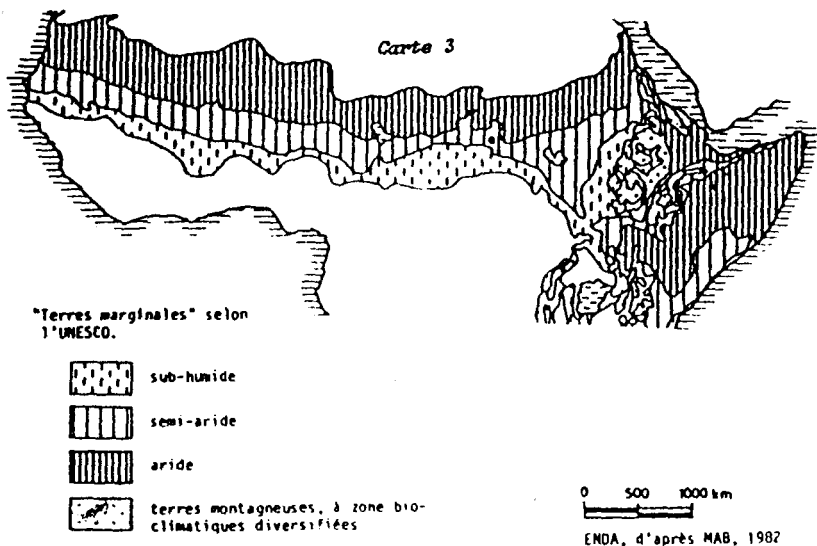 Carte 3
"Terres marginales" selon
l'UNESCO.
sub-humide
semi-aride
aride
terres montagneuses, à zone bio-
climatiques diversifiées
0 500 1000 km
ENDA, d'après MAB, 1982